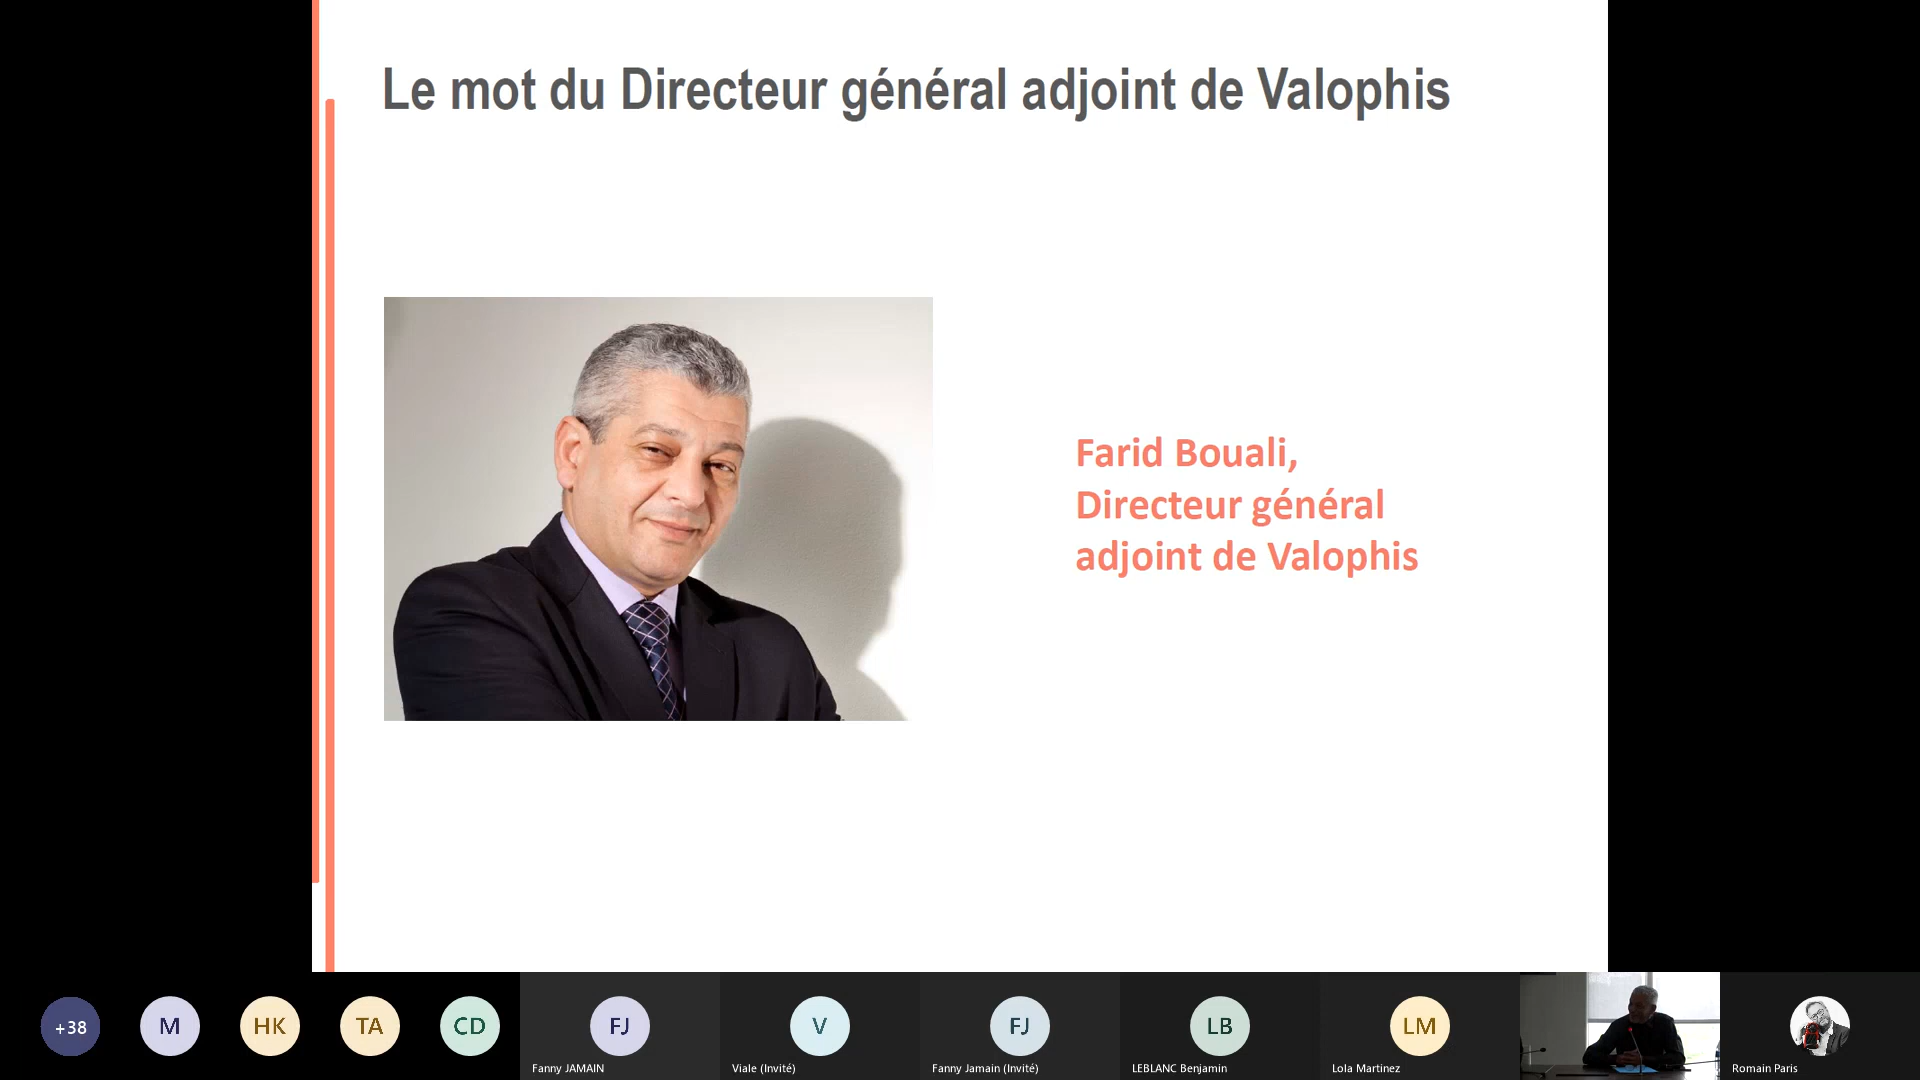 Le mot du Directeur général adjoint de Valophis
Farid Bouali,
Directeur général
adjoint de Valophis
+38
M
HK
TA
CD
FJ
Fanny JAMAIN
V
Viale (Invité)
FJ
Fanny Jamain (Invité)
LB
LEBLANC Benjamin
LM
Lola Martinez
Romain Paris